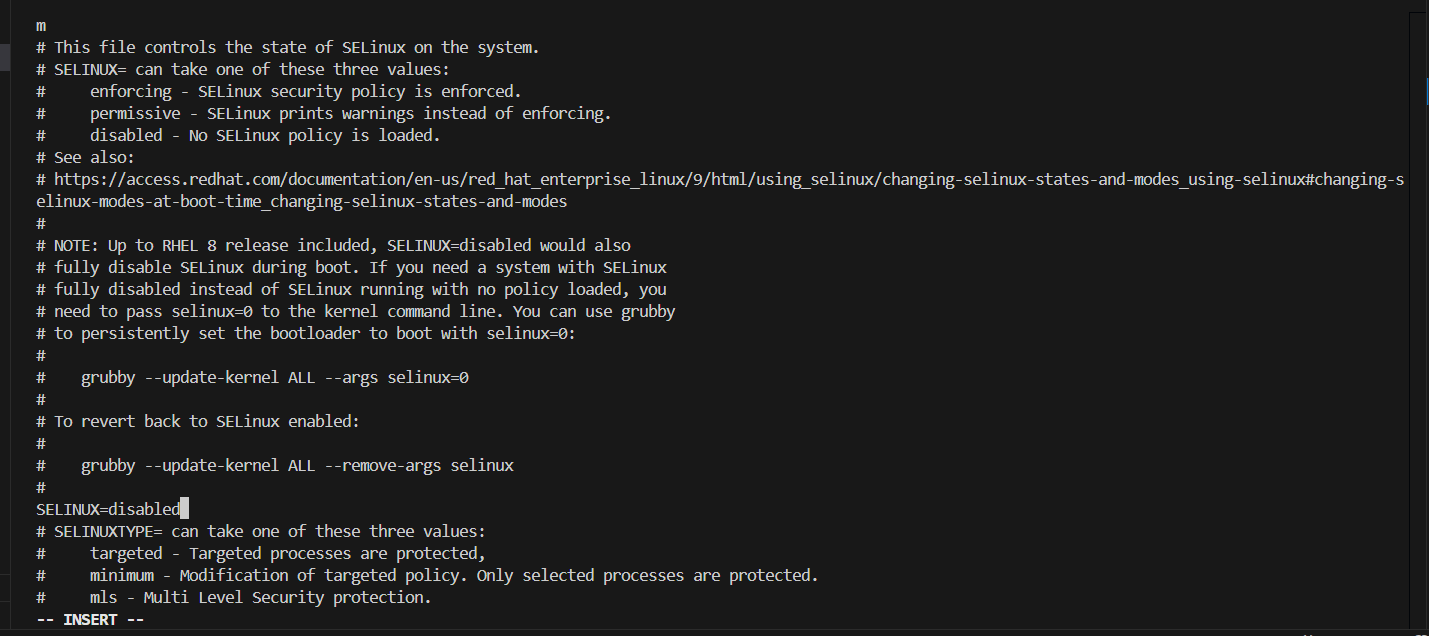 m
# This file controls the state of SELinux on the system.
# SELINUX= can take one of these three values:
#     enforcing - SELinux security policy is enforced.
#     permissive - SELinux prints warnings instead of enforcing.
#     disabled - No SELinux policy is loaded.
# See also:
# https://access.redhat.com/documentation/en-us/red_hat_enterprise_linux/9/html/using_selinux/changing-selinux-states-and-modes_using-selinux#changing-s
elinux-modes-at-boot-time_changing-selinux-states-and-modes
#
# NOTE: Up to RHEL 8 release included, SELINUX=disabled would also
# fully disable SELinux during boot. If you need a system with SELinux
# fully disabled instead of SELinux running with no policy loaded, you
# need to pass selinux=0 to the kernel command line. You can use grubby
# to persistently set the bootloader to boot with selinux=0:
#
#    grubby --update-kernel ALL --args selinux=0
#
# To revert back to SELinux enabled:
#
#    grubby --update-kernel ALL --remove-args selinux
#
SELINUX=disabled
# SELINUXTYPE= can take one of these three values:
#     targeted - Targeted processes are protected,
#     minimum - Modification of targeted policy. Only selected processes are protected.
#     mls - Multi Level Security protection.
-- INSERT --